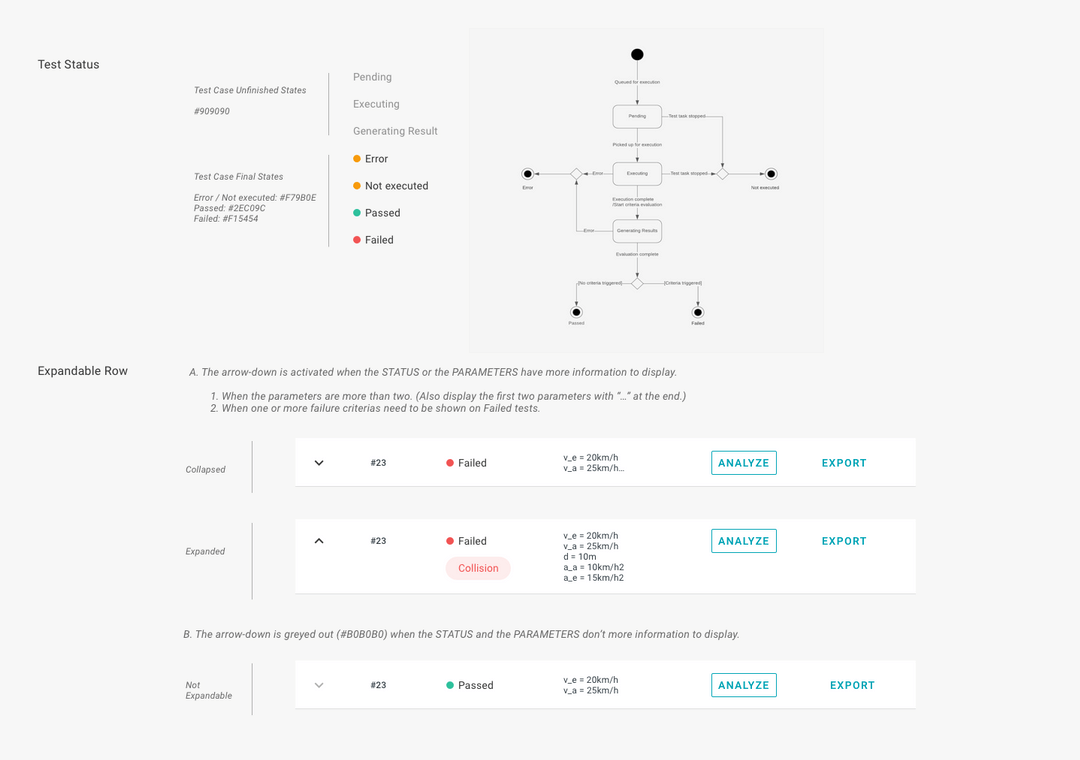 Test Status
Test Case Unfinished States
#909090
Pending
Executing
Generating Result
Test Case Final States
Error / Not executed: #F79B0E
Passed: #2EC09C
Failed: #F15454
Error
Not executed
Passed
Failed
Queued for execution
Pending
Test task stopped
Picked up for execution
Error
Executing
Test task stopped
Error
Not executed
Execution complete
/Start criteria evaluation
Error
Generating Results
Evaluation complete
[No criteria triggered]
[Criteria triggered]
Passed
Failed
Expandable Row
A. The arrow-down is activated when the STATUS or the PARAMETERS have more information to display.
1. When the parameters are more than two. (Also display the first two parameters with “…” at the end.)
2. When one or more failure criterias need to be shown on Failed tests.
Collapsed
#23
Failed
v_e = 20km/h
v_a = 25km/h...
ANALYZE
EXPORT
Expanded
#23
Failed
Collision
v_e = 20km/h
v_a = 25km/h
d = 10m
a_a = 10km/h2
a_e = 15km/h2
ANALYZE
EXPORT
B. The arrow-down is greyed out (#B0B0B0) when the STATUS and the PARAMETERS don’t more information to display.
Not
Expandable
#23
Passed
v_e = 20km/h
v_a = 25km/h
ANALYZE
EXPORT